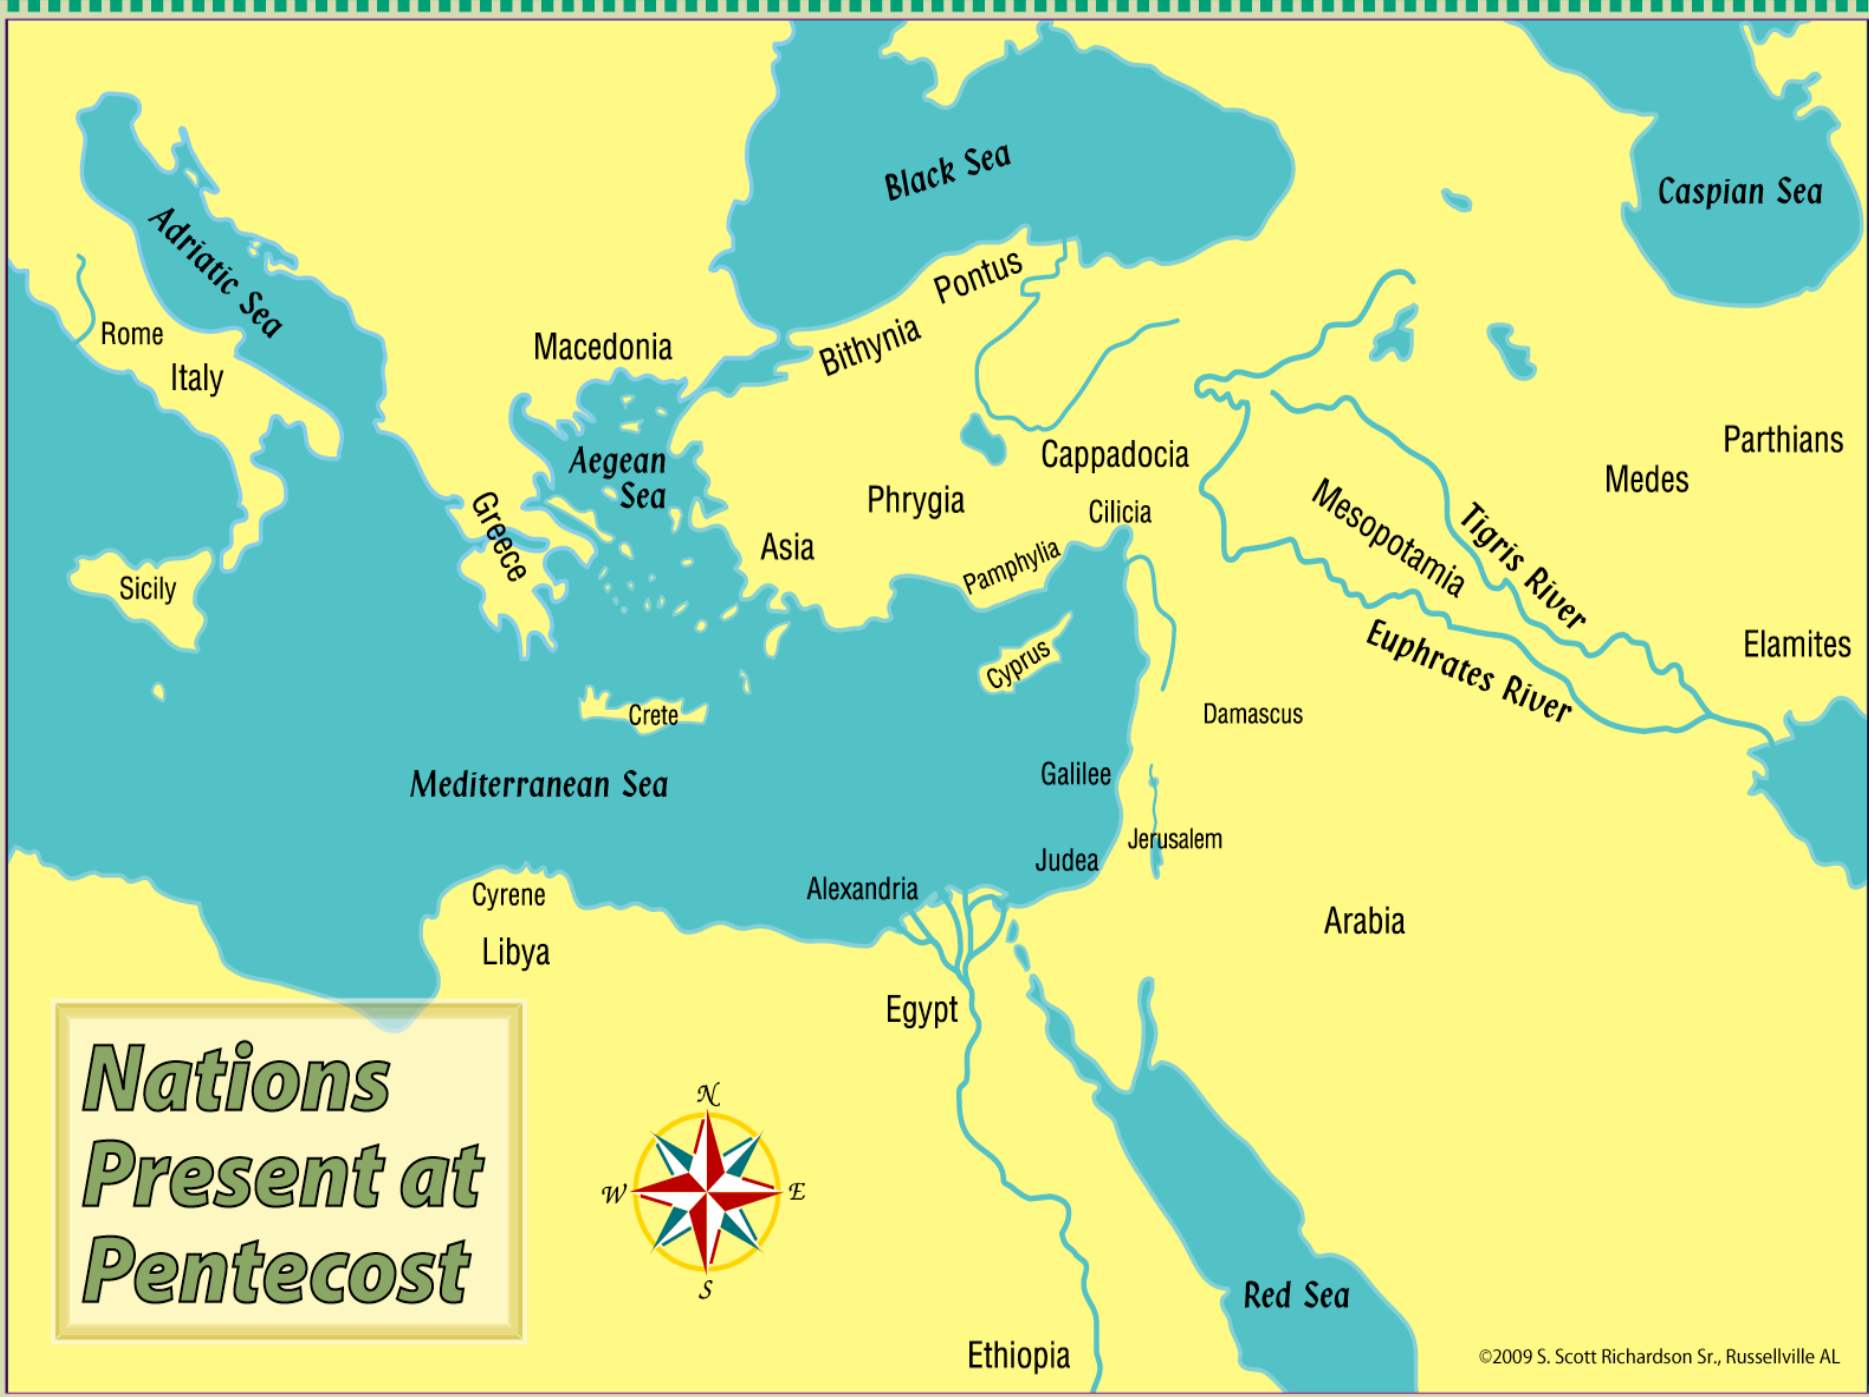 Black Sea
Caspian Sea
Adriatic Sea
Pontus
Rome
Macedonia
Bithynia
Italy
Parthians
Aegean
Sea
Cappadocia
Medes
Phrygia
Greece
Cilicia
Mesopotamia
Tigris River
Asia
Pamphylia
Sicily
Elamites
Cyprus
Euphrates River
Crete
Damascus
Mediterranean Sea
Galilee
Jerusalem
Judea
Alexandria
Cyrene
Arabia
Libya
Egypt
Nations
Present at
Pentecost
N
W
E
S
Red Sea
Ethiopia
©2009 S. Scott Richardson Sr., Russellville AL